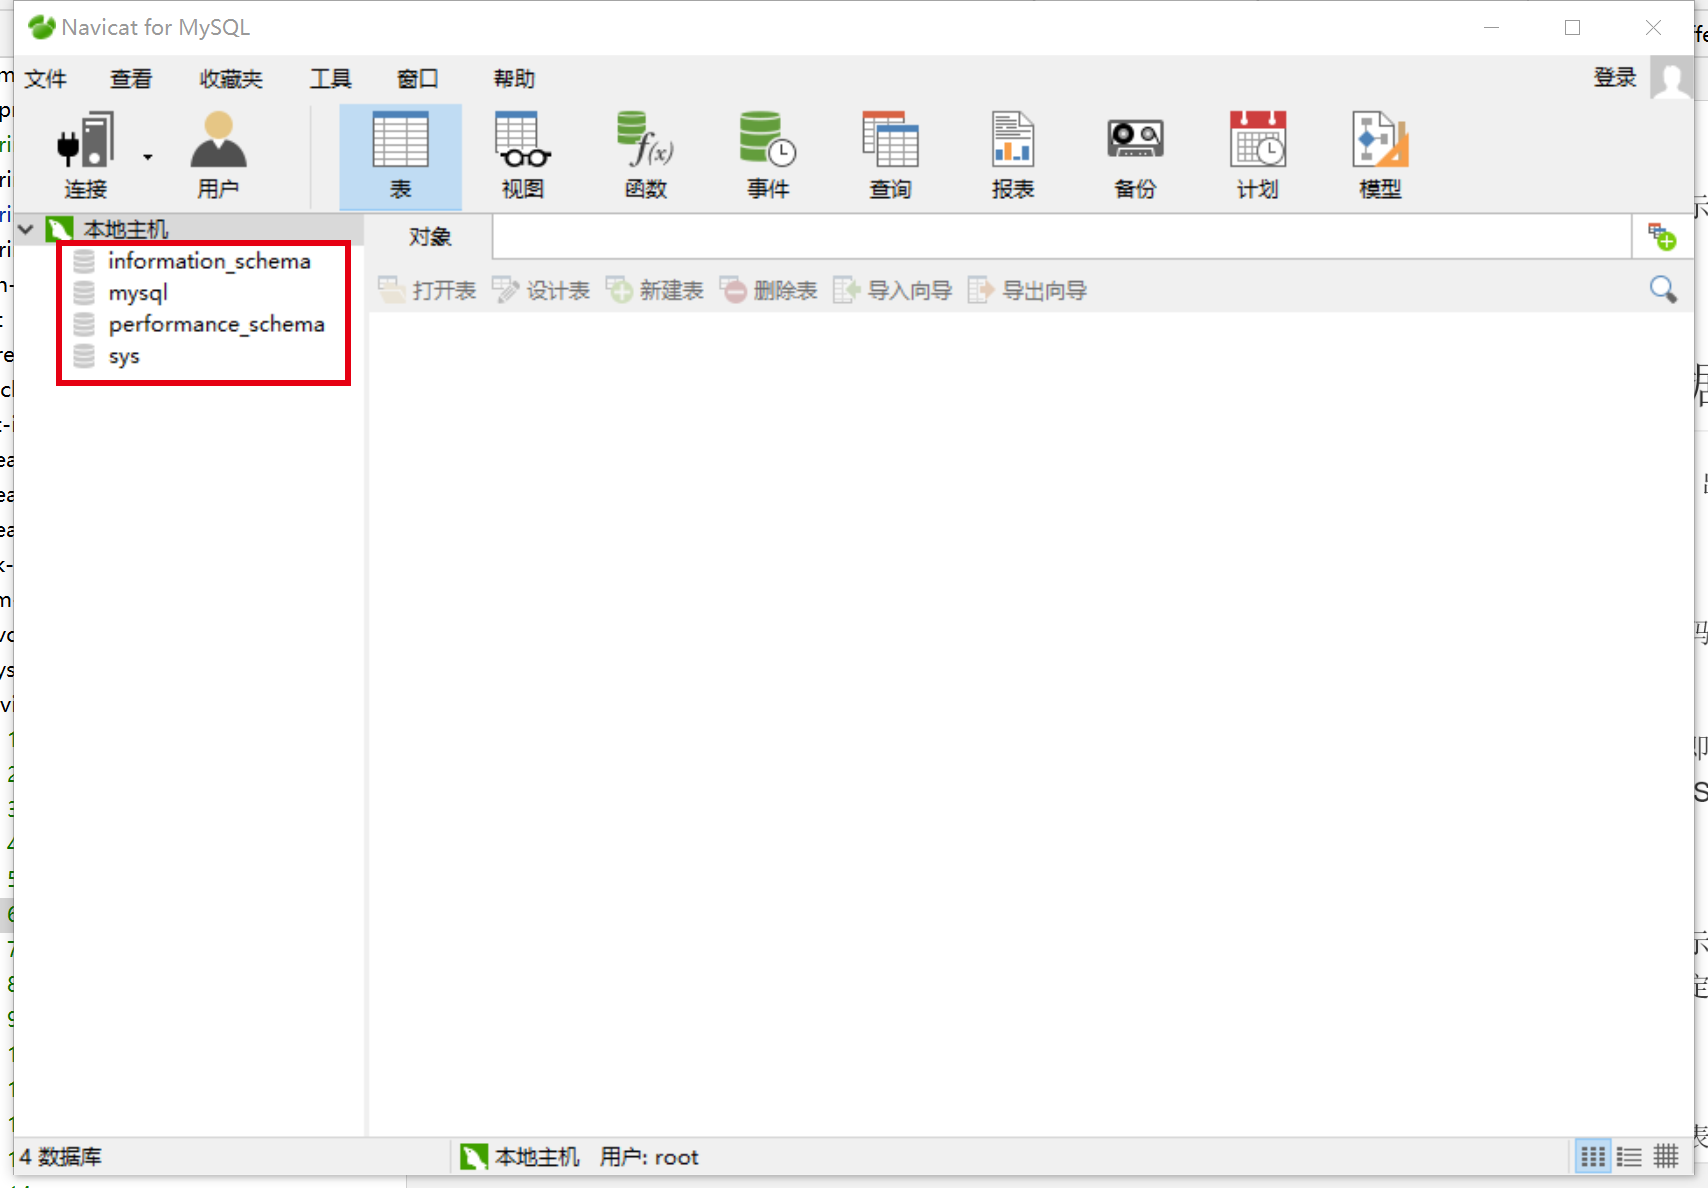 Navicat for MySQL
文件 查看 收藏夹 工具 窗口 帮助 登录
连接 用户 表 视图 函数 事件 查询 报表 备份 计划 模型
本地主机
对象
information_schema
mysql
performance_schema
sys
打开表 设计表 新建表 删除表 导入向导 导出向导
4 数据库
本地主机 用户: root